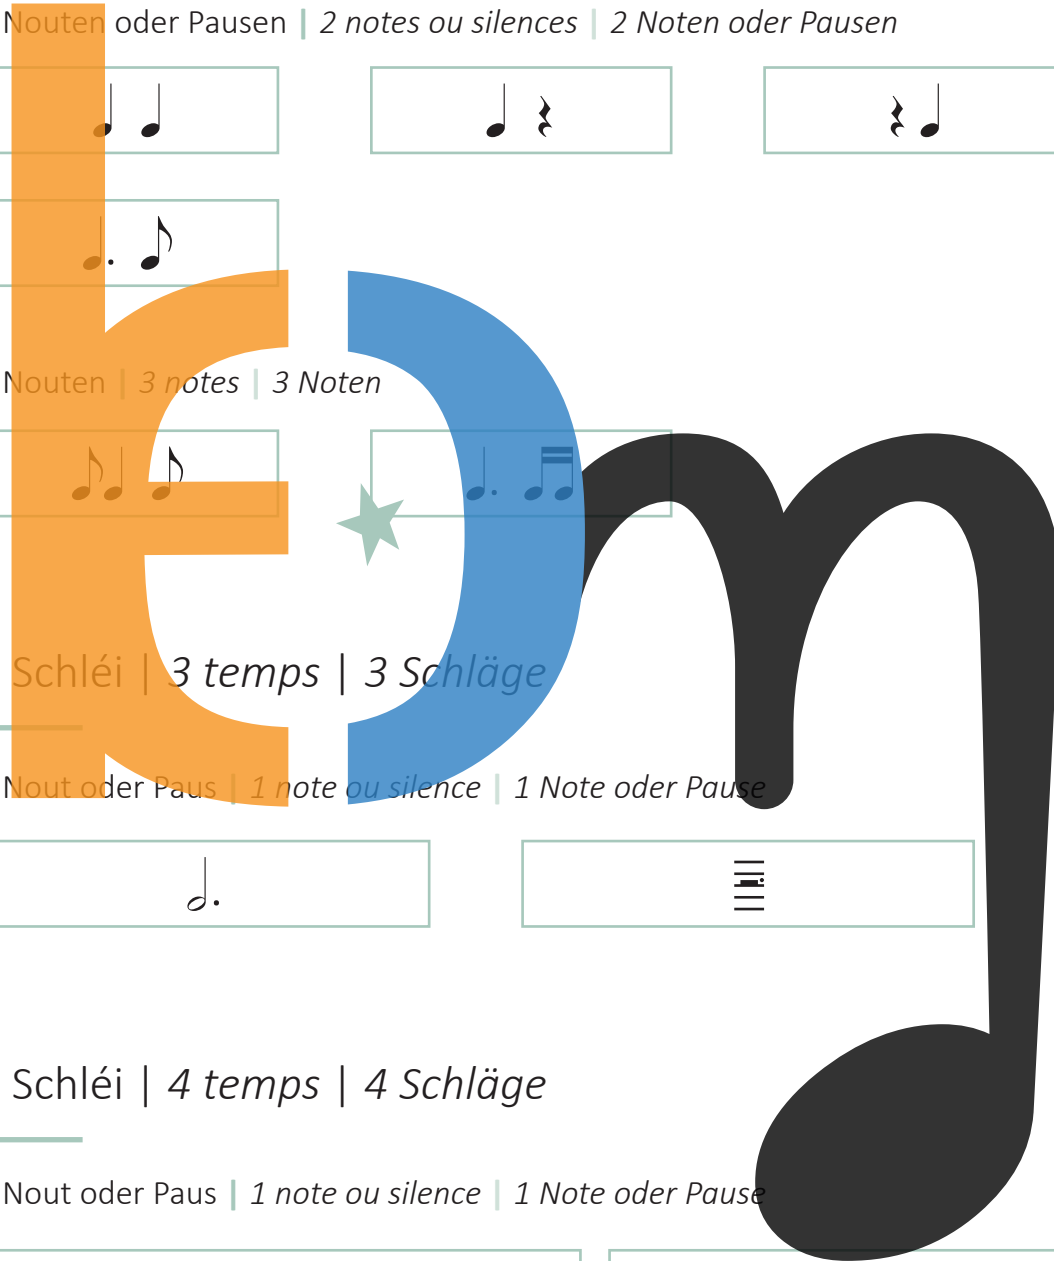 Nouten oder Pausen | 2 notes ou silences | 2 Noten oder Pausen
Nouten | 3 notes | 3 Noten
Schléi | 3 temps | 3 Schläge
Nout oder Paus | 1 note ou silence | 1 Note oder Pause
Schléi | 4 temps | 4 Schläge
Nout oder Paus | 1 note ou silence | 1 Note oder Pause